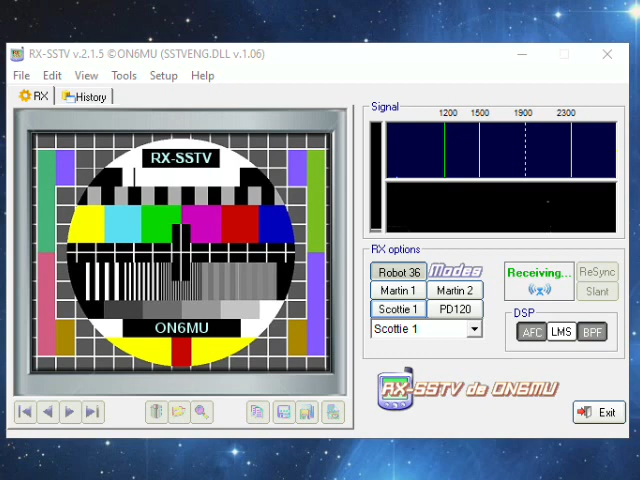 RX-SSTV v.2.1.5 ©ON6MU (SSTVENG.DLL v.1.06)
File Edit View Tools Setup Help
RX History
RX-SSTV
ON6MU
Signal
1200 1500 1900 2300
RX options
Robot 36 Modes
Martin 1 Martin 2
Scottie 1 PD120
Scottie 1
Receiving...
ReSync
Slant
DSP
AFC LMS BPF
RX-SSTV de ON6MU
Exit